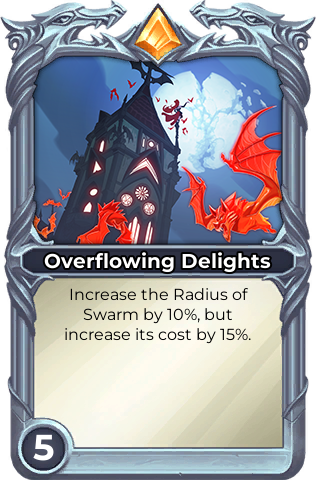 Overflowing Delights
Increase the Radius of
Swarm by 10%, but
increase its cost by 15%.
5